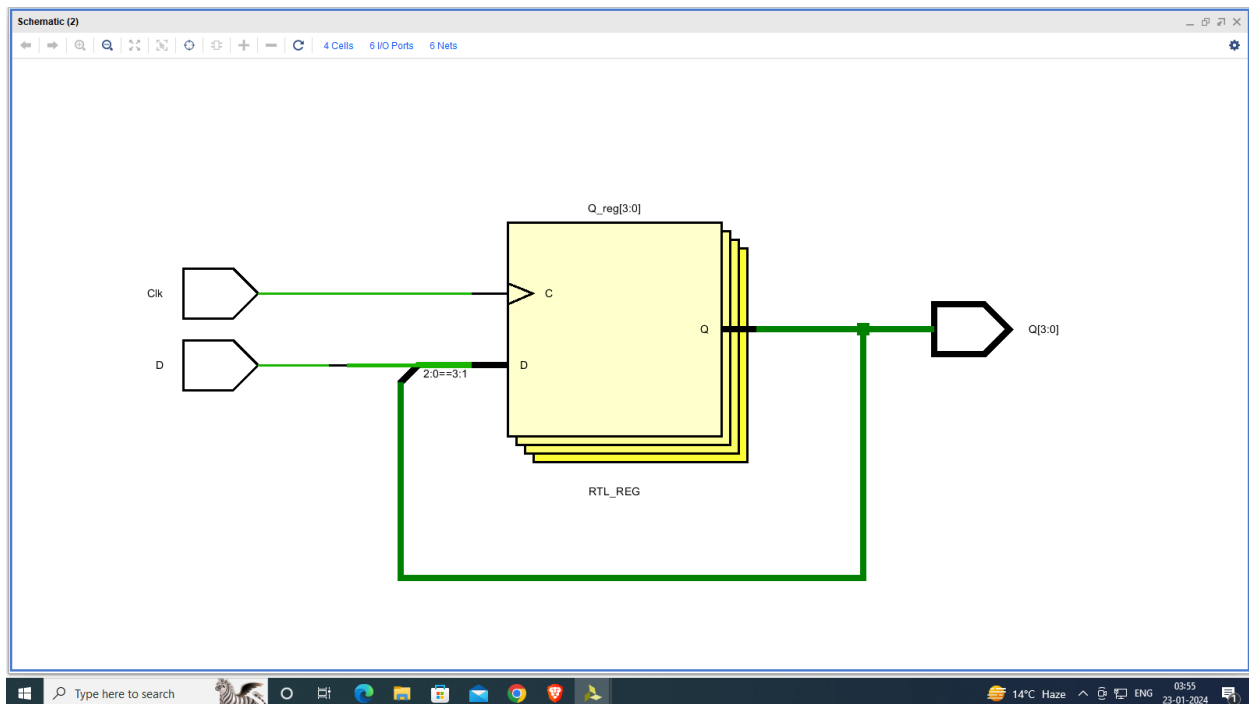 Schematic (2)
4 Cells 6 I/O Ports 6 Nets
Q_reg[3:0]
Clk
C
Q
Q[3:0]
D
D
2:0==3:1
RTL_REG
Type here to search
14°C Haze
ENG
03:55
23-01-2024
1